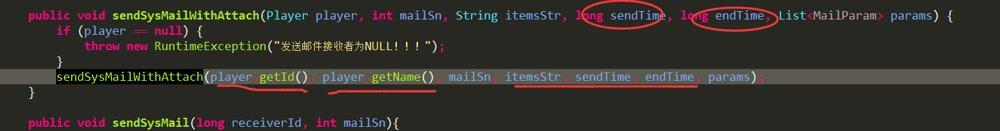 public void sendSysMailWithAttach(Player player, int mailSn, String itemsStr, long sendTime, long endTime, List<MailParam> params) {
if (player == null) {
throw new RuntimeException("发送邮件接收者为NULL!!!");
}
sendSysMailWithAttach(player.getId(), player.getName(), mailSn, itemsStr, sendTime, endTime, params);
}
public void sendSysMail(long receiverId, int mailSn){